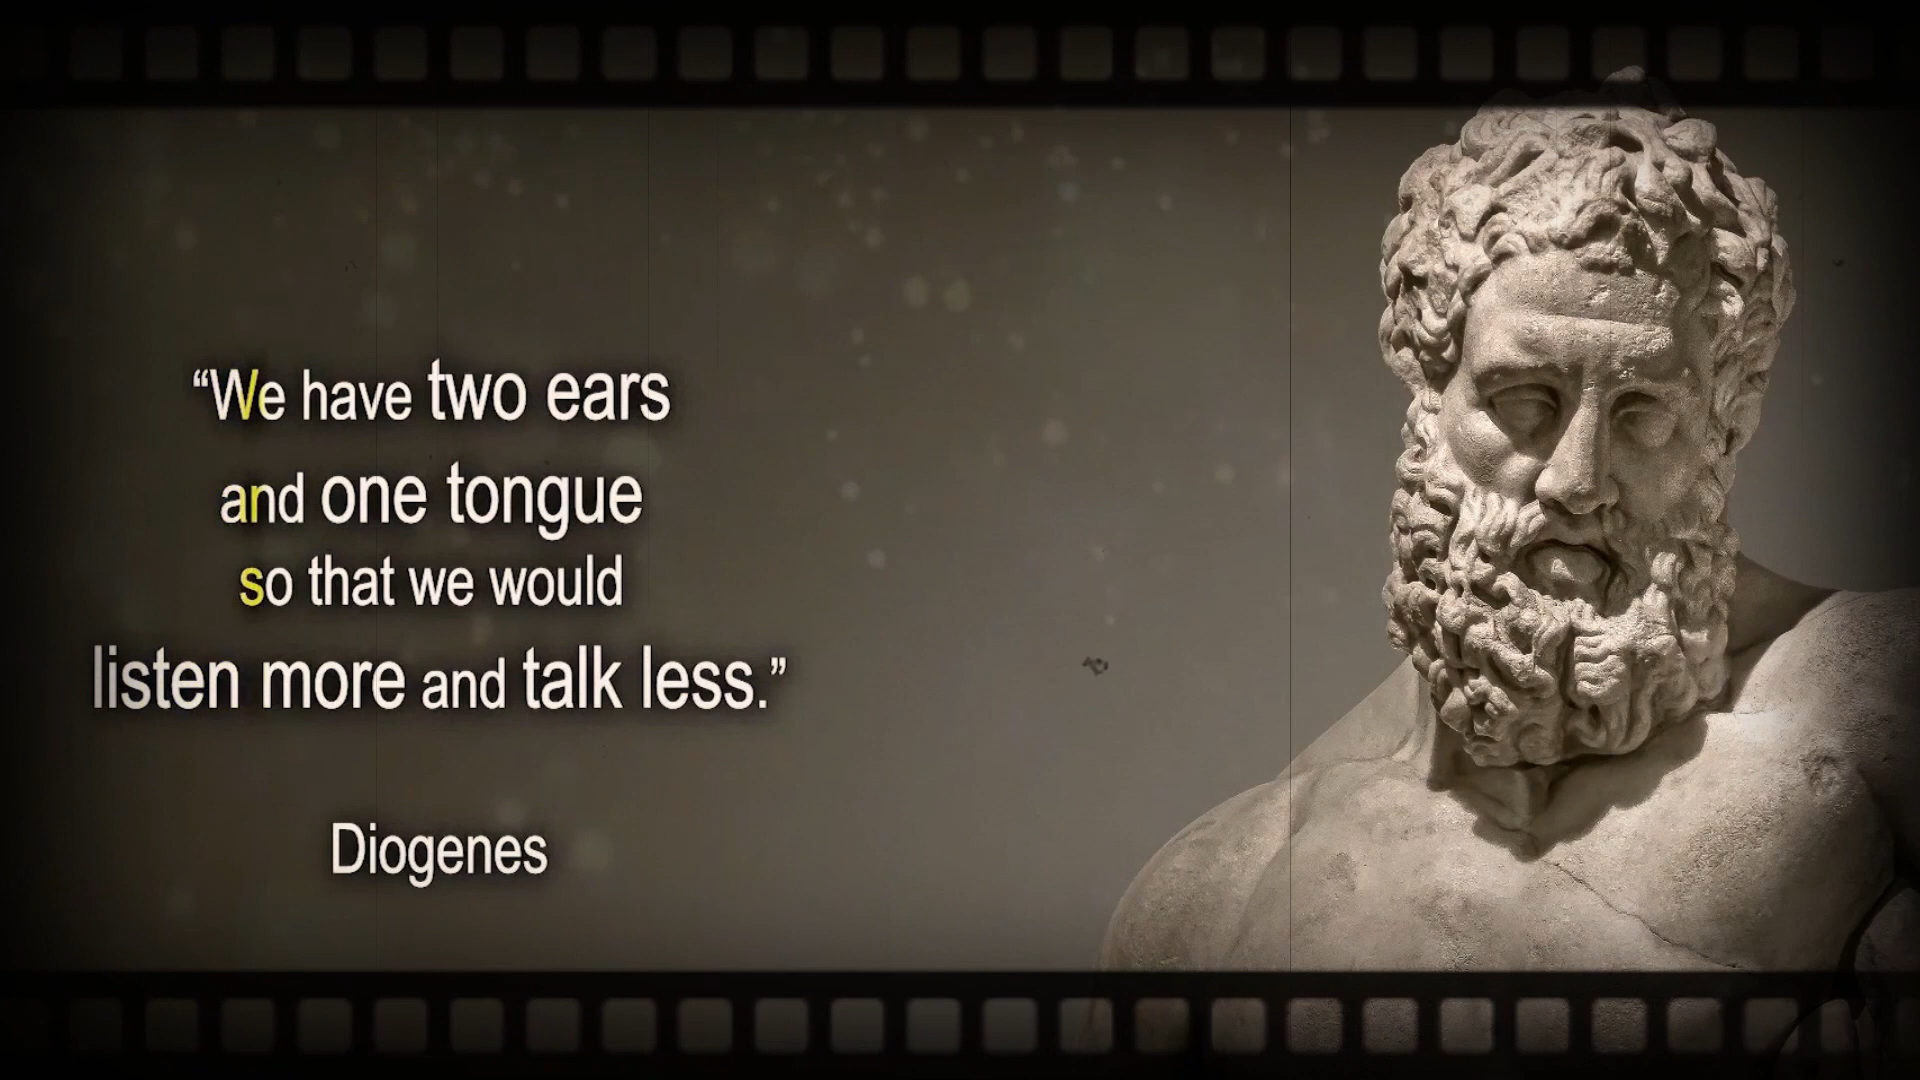 “We have two ears
and one tongue
so that we would
listen more and talk less.”
Diogenes